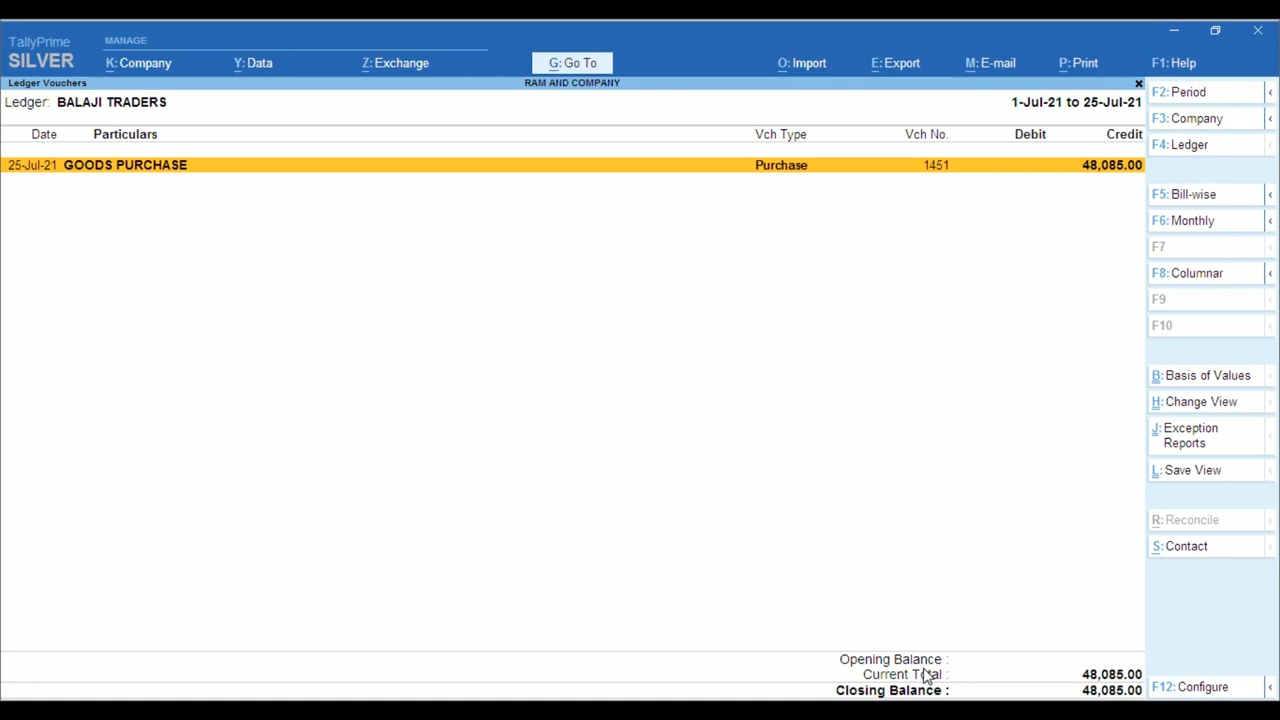 TallyPrime
MANAGE
SILVER
K: Company Y: Data Z: Exchange G: Go To O: Import E: Export M: E-mail P: Print F1: Help
Ledger Vouchers RAM AND COMPANY
Ledger: BALAJI TRADERS 1-Jul-21 to 25-Jul-21
Date Particulars Vch Type Vch No. Debit Credit
25-Jul-21 GOODS PURCHASE Purchase 1451 48,085.00
Opening Balance :
Current Total : 48,085.00
Closing Balance : 48,085.00
F2: Period
F3: Company
F4: Ledger
F5: Bill-wise
F6: Monthly
F7
F8: Columnar
F9
F10
B: Basis of Values
H: Change View
J: Exception
Reports
L: Save View
R: Reconcile
S: Contact
F12: Configure